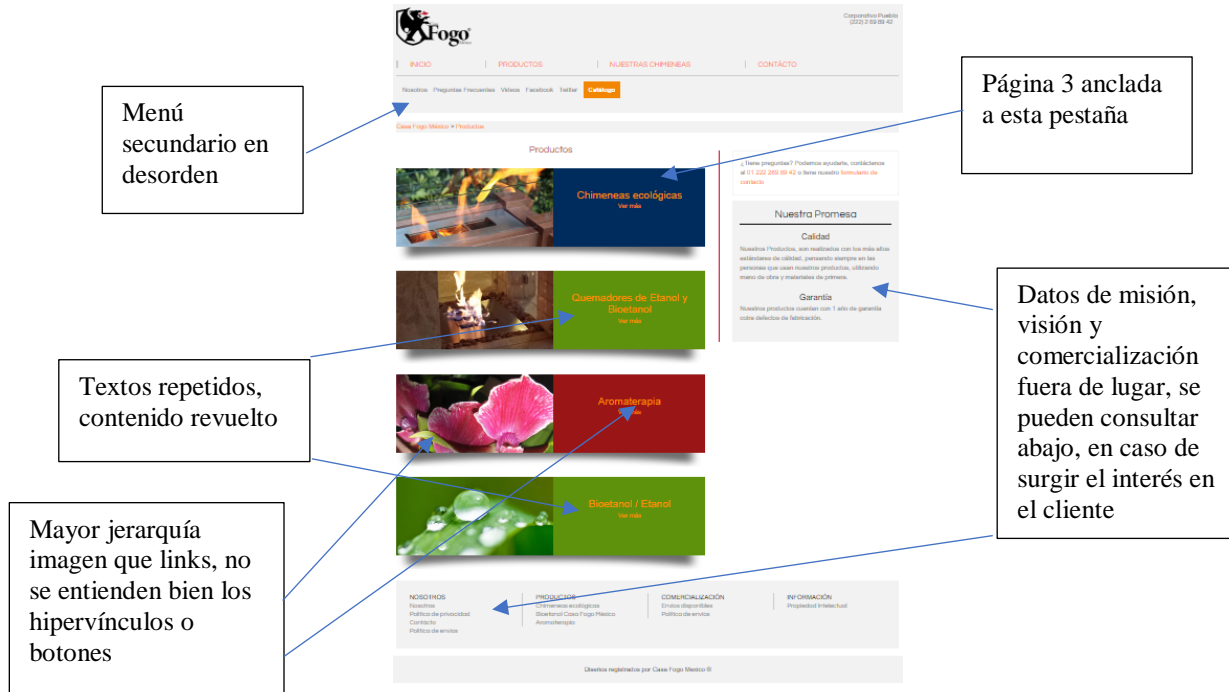 Fogo
Corporativo Puebla
(222) 2 69 89 42
INICIO
PRODUCTOS
NUESTRAS CHIMENEAS
CONTÁCTO
Nosotros Preguntas Frecuentes Videos Facebook Twitter Catálogo
Casa Fogo México > Productos
Productos
Chimeneas ecológicas
Ver más
Quemadores de Etanol y
Bioetanol
Ver más
Aromaterapia
más
Bioetanol / Etanol
Ver más
¿Tiene preguntas? Podemos ayudarle, contáctenos
al 01 222 269 89 42 o llene nuestro formulario de
contacto
Nuestra Promesa
Calidad
Nuestros Productos, son realizados con los más altos
estándares de cálidad, pensando siempre en las
personas que usan nuestros productos, utilizando
mano de obra y materiales de primera.
Garantía
Nuestros productos cuentan con 1 año de garantía
cotra defectos de fabricación.
NOSOTROS
Nosotros
Política de privacidad
Contácto
Política de envíos
PRODUCTOS
Chimeneas ecológicas
Bioetanol Casa Fogo México
Aromaterapia
COMERCIALIZACIÓN
Envíos disponibles
Política de envíos
INFORMACIÓN
Propiedad Intelectual
Diseños registrados por Casa Fogo México ®
Menú
secundario en
desorden
Textos repetidos,
contenido revuelto
Mayor jerarquía
imagen que links, no
se entienden bien los
hipervínculos o
botones
Página 3 anclada
a esta pestaña
Datos de misión,
visión y
comercialización
fuera de lugar, se
pueden consultar
abajo, en caso de
surgir el interés en
el cliente